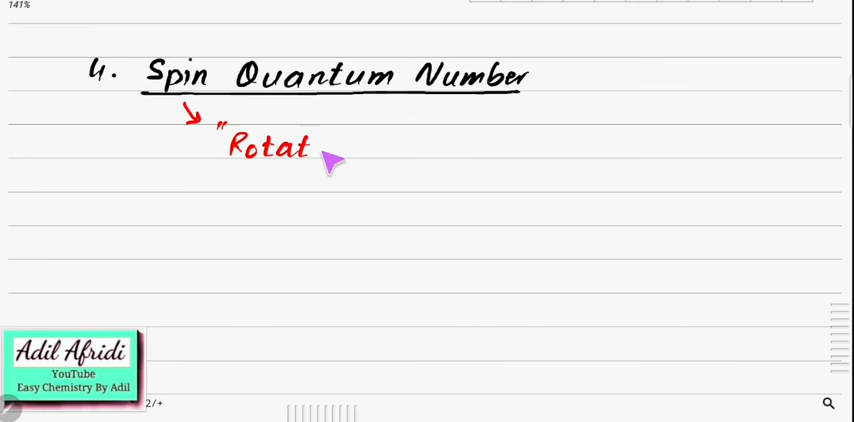 141%
4. Spin Quantum Number
"Rotat
Adil Afridi
YouTube
Easy Chemistry By Adil
2/+